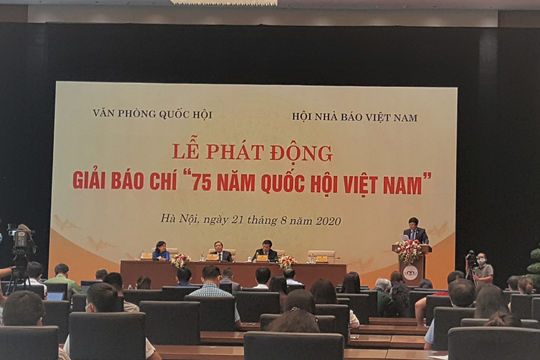 VĂN PHÒNG QUỐC HỘI
HỘI NHÀ BÁO VIỆT NAM
LỄ PHÁT ĐỘNG
GIẢI BÁO CHÍ “75 NĂM QUỐC HỘI VIỆT NAM”
Hà Nội, ngày 21 tháng 8 năm 2020